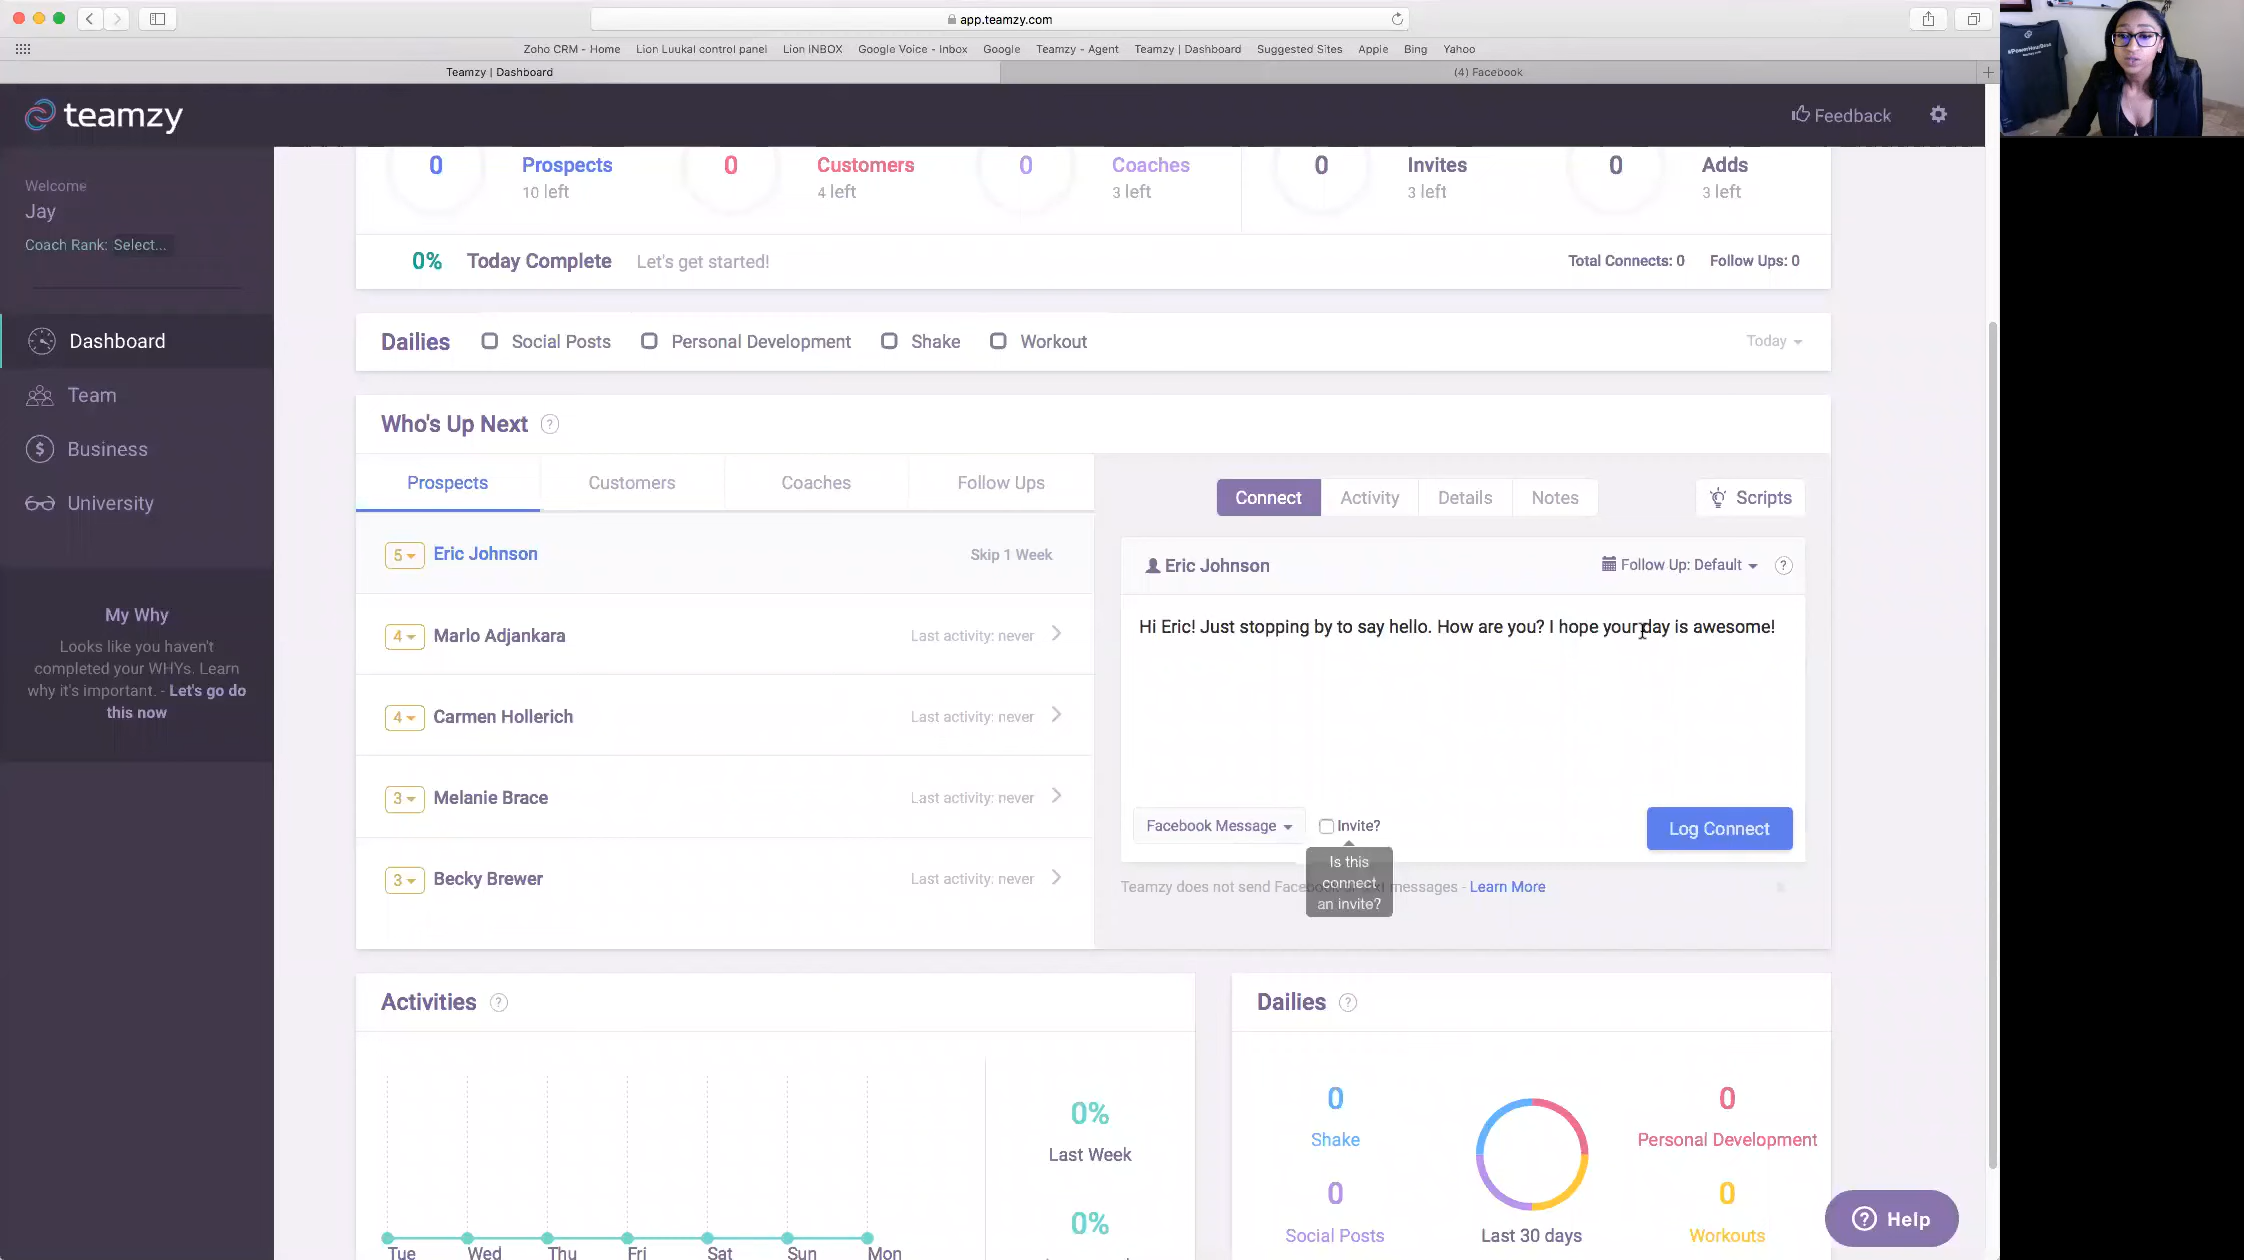 app.teamzy.com
Zoho CRM - Home Lion Luukal control panel Lion INBOX Google Voice - Inbox Google Teamzy - Agent Teamzy | Dashboard Suggested Sites Apple Bing Yahoo
Teamzy | Dashboard (4) Facebook
teamzy
Feedback
Welcome
Jay
Coach Rank: Select...
Dashboard
Team
Business
University
My Why
Looks like you haven't
completed your WHYs. Learn
why it's important. - Let's go do
this now
0 Prospects 0 Customers 0 Coaches 0 Invites 0 Adds
10 left 4 left 3 left 3 left 3 left
0% Today Complete Let's get started! Total Connects: 0 Follow Ups: 0
Dailies Social Posts Personal Development Shake Workout Today
Who's Up Next ?
Prospects Customers Coaches Follow Ups
5 Eric Johnson Skip 1 Week
4 Marlo Adjankara Last activity: never
4 Carmen Hollerich Last activity: never
3 Melanie Brace Last activity: never
3 Becky Brewer Last activity: never
Connect Activity Details Notes Scripts
Eric Johnson Follow Up: Default ?
Hi Eric! Just stopping by to say hello. How are you? I hope your day is awesome!
Facebook Message Invite? Log Connect
Is this
connect
an invite?
Teamzy does not send messages - Learn More
Activities ?
0%
Last Week
0%
Tue Wed Thu Fri Sat Sun Mon
Dailies ?
0 0
Shake Personal Development
0 0
Social Posts Last 30 days Workouts
? Help